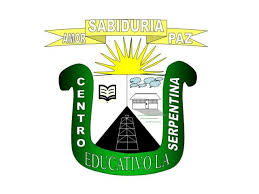 AMOR SABIDURIA PAZ
CENTRO EDUCATIVO LA SERPENTINA